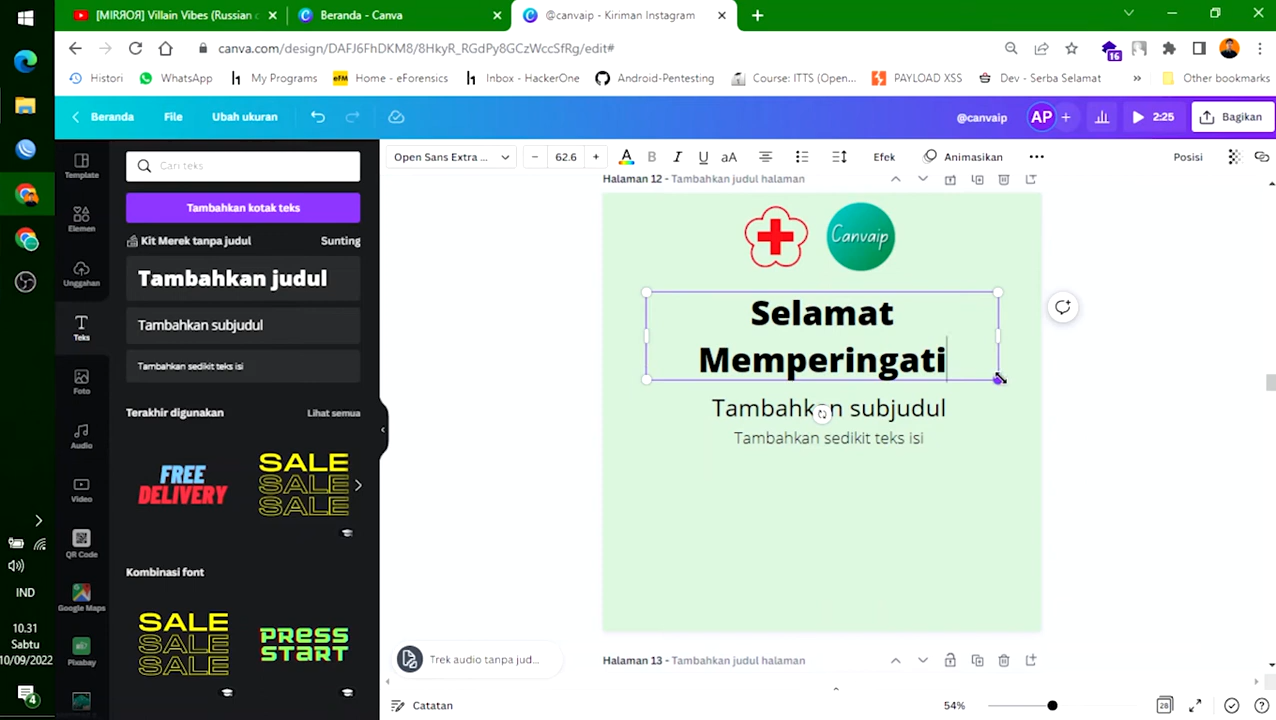 [MIRЯOЯ] Villain Vibes (Russian
Beranda - Canva
@canvaip - Kiriman Instagram
canva.com/design/DAFJ6FhDKM8/8HkyR_RGdPy8GCzWccSfRg/edit#
16
Histori
WhatsApp
My Programs
Home - eForensics
Inbox - HackerOne
Android-Pentesting
Course: ITTS (Open...
PAYLOAD XSS
Dev - Serba Selamat
Other bookmarks
Beranda
File
Ubah ukuran
@canvaip
AP
2:25
Bagikan
Template
Elemen
Unggahan
Teks
Foto
Audio
Video
QR Code
Google Maps
Pixabay
Cari teks
Tambahkan kotak teks
Kit Merek tanpa judul
Sunting
Tambahkan judul
Tambahkan subjudul
Tambahkan sedikit teks isi
Terakhir digunakan
Lihat semua
FREE
DELIVERY
SALE
SALE
SALE
Kombinasi font
SALE
SALE
SALE
PRESS
START
Open Sans Extra ...
62.6
B
I
U
aA
Efek
Animasikan
Posisi
Halaman 12 - Tambahkan judul halaman
Canvaip
Selamat
Memperingati
Tambahkan subjudul
Tambahkan sedikit teks isi
Trek audio tanpa jud...
Halaman 13 - Tambahkan judul halaman
Catatan
54%
28
IND
10.31
Sabtu
10/09/2022
4